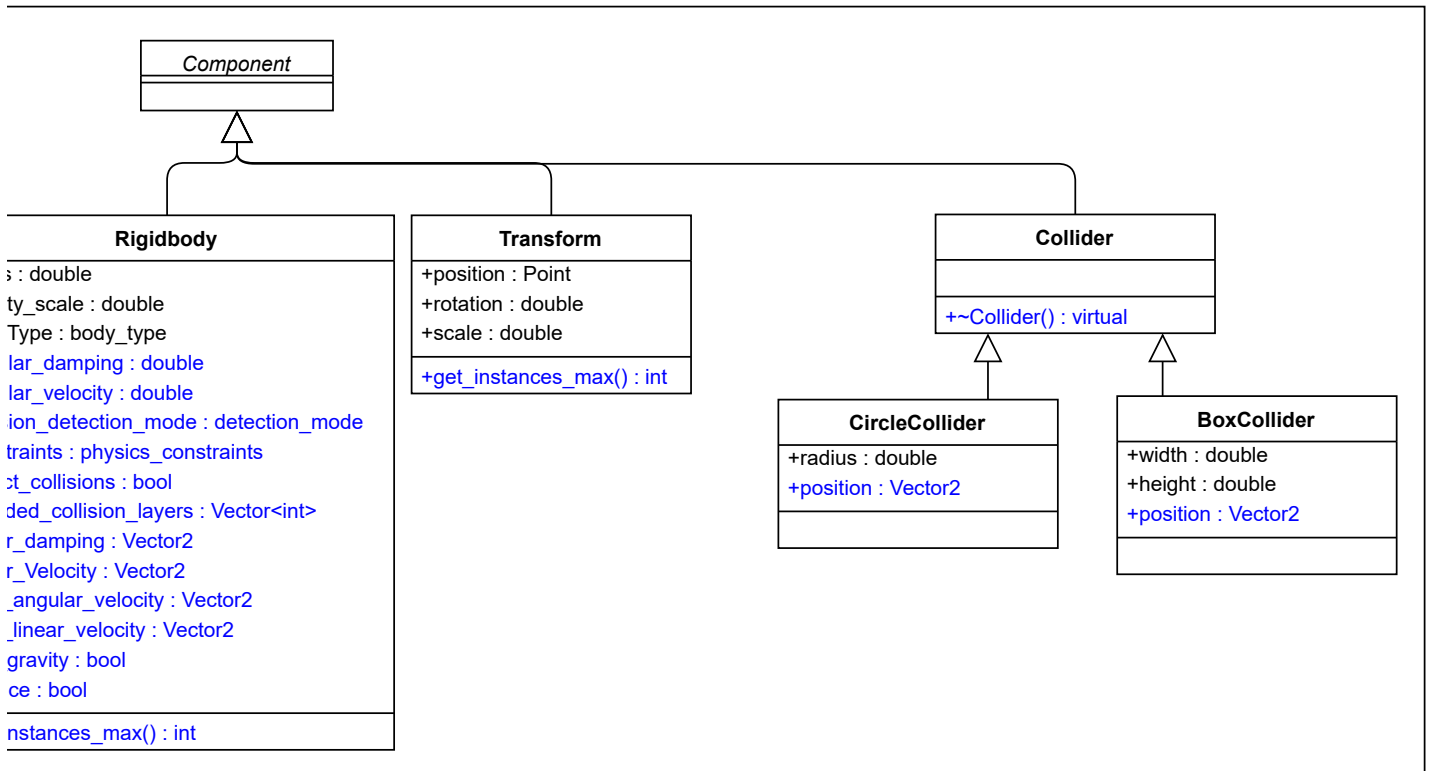 Component
Rigidbody
s : double
ty_scale : double
Type : body_type
lar_damping : double
lar_velocity : double
ion_detection_mode : detection_mode
traints : physics_constraints
ct_collisions : bool
ded_collision_layers : Vector<int>
r_damping : Vector2
r_Velocity : Vector2
_angular_velocity : Vector2
_linear_velocity : Vector2
gravity : bool
ce : bool
nstances_max() : int
Transform
+position : Point
+rotation : double
+scale : double
+get_instances_max() : int
Collider
+~Collider() : virtual
CircleCollider
+radius : double
+position : Vector2
BoxCollider
+width : double
+height : double
+position : Vector2